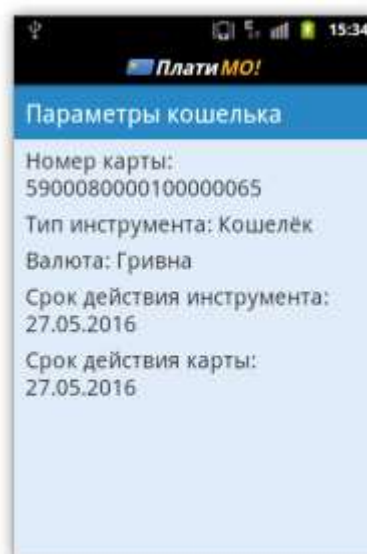 15:34
ПлатиМО!
Параметры кошелька
Номер карты:
5900080000100000065
Тип инструмента: Кошелёк
Валюта: Гривна
Срок действия инструмента:
27.05.2016
Срок действия карты:
27.05.2016